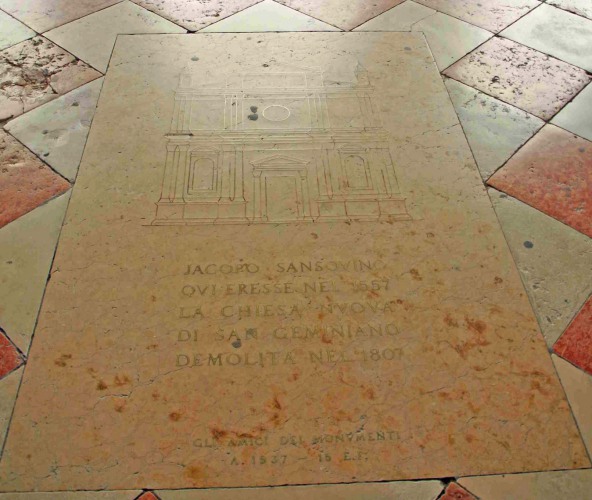 JACOPO SANSOVINO
QVI ERESSE NEL 1557
LA CHIESA NVOVA
DI SAN GEMINIANO
DEMOLITA NEL 1807
GLI AMICI DEI MONVMENTI
A. 1937 - 15 E.F.